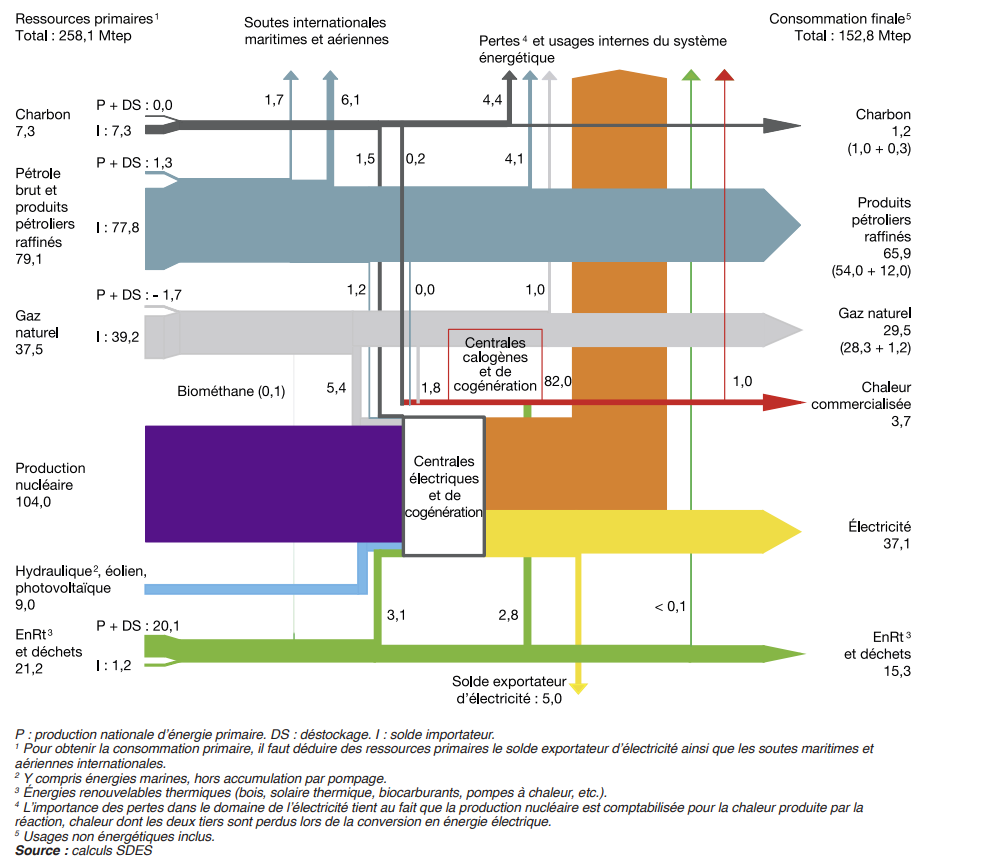 Ressources primaires¹
Total : 258,1 Mtep
Soutes internationales
maritimes et aériennes
Pertes⁴ et usages internes du système
énergétique
Consommation finale⁵
Total : 152,8 Mtep
P + DS : 0,0
1,7
6,1
4,4
Charbon
7,3
I : 7,3
Charbon
1,2
(1,0 + 0,3)
P + DS : 1,3
1,5
0,2
4,1
Pétrole
brut et
produits
pétroliers
raffinés
79,1
I : 77,8
Produits
pétroliers
raffinés
65,9
(54,0 + 12,0)
P + DS : - 1,7
1,2
0,0
1,0
Gaz
naturel
37,5
I : 39,2
Gaz naturel
29,5
(28,3 + 1,2)
Centrales
calogènes
et de
cogénération
Biométhane (0,1)
5,4
1,8
82,0
1,0
Chaleur
commercialisée
3,7
Production
nucléaire
104,0
Centrales
électriques
et de
cogénération
Électricité
37,1
Hydraulique², éolien,
photovoltaïque
9,0
3,1
2,8
< 0,1
P + DS : 20,1
EnRt³
et déchets
21,2
I : 1,2
EnRt³
et déchets
15,3
Solde exportateur
d'électricité : 5,0
P : production nationale d'énergie primaire. DS : déstockage. I : solde importateur.
¹ Pour obtenir la consommation primaire, il faut déduire des ressources primaires le solde exportateur d'électricité ainsi que les soutes maritimes et
aériennes internationales.
² Y compris énergies marines, hors accumulation par pompage.
³ Énergies renouvelables thermiques (bois, solaire thermique, biocarburants, pompes à chaleur, etc.).
⁴ L'importance des pertes dans le domaine de l'électricité tient au fait que la production nucléaire est comptabilisée pour la chaleur produite par la
réaction, chaleur dont les deux tiers sont perdus lors de la conversion en énergie électrique.
⁵ Usages non énergétiques inclus.
Source : calculs SDES